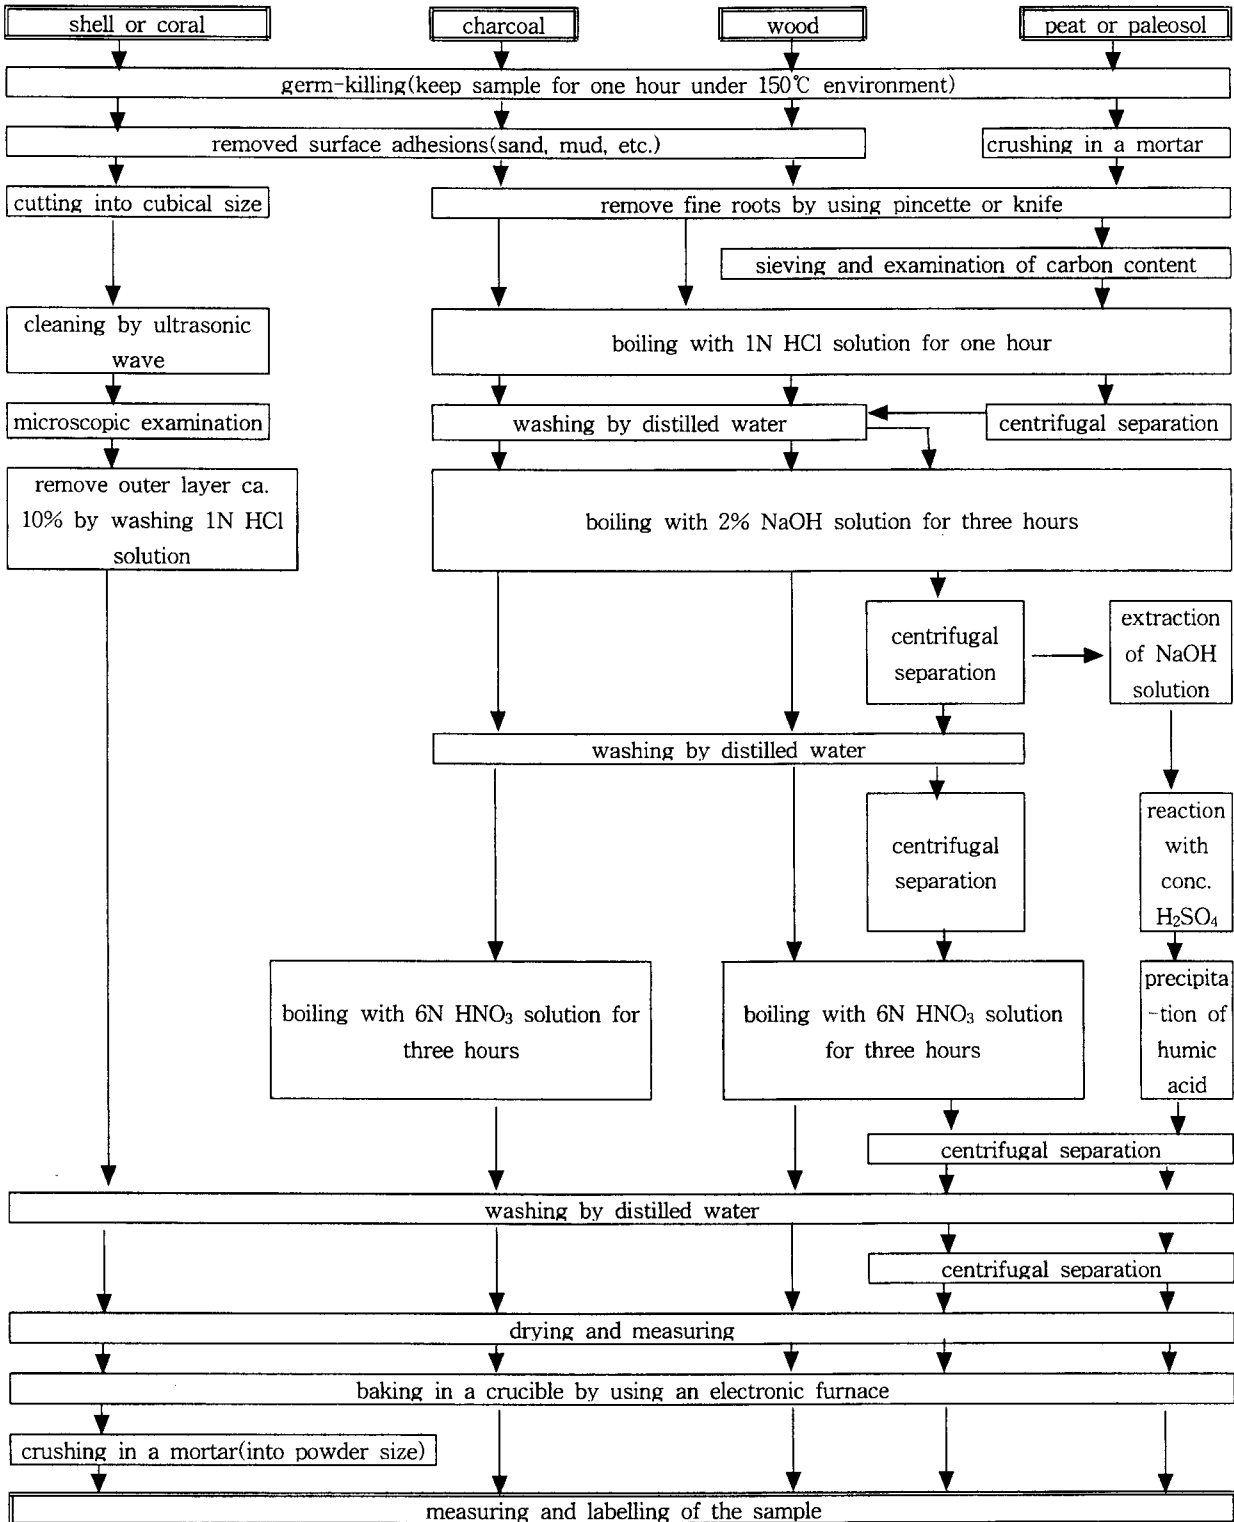 shell or coral
charcoal
wood
peat or paleosol
germ-killing(keep sample for one hour under 150℃ environment)
removed surface adhesions(sand, mud, etc.)
crushing in a mortar
cutting into cubical size
remove fine roots by using pincette or knife
sieving and examination of carbon content
cleaning by ultrasonic
wave
boiling with 1N HCl solution for one hour
microscopic examination
washing by distilled water
centrifugal separation
remove outer layer ca.
10% by washing 1N HCl
solution
boiling with 2% NaOH solution for three hours
centrifugal
separation
extraction
of NaOH
solution
washing by distilled water
centrifugal
separation
reaction
with
conc.
H₂SO₄
boiling with 6N HNO₃ solution for
three hours
boiling with 6N HNO₃ solution
for three hours
precipita
-tion of
humic
acid
centrifugal separation
washing by distilled water
centrifugal separation
drying and measuring
baking in a crucible by using an electronic furnace
crushing in a mortar(into powder size)
measuring and labelling of the sample